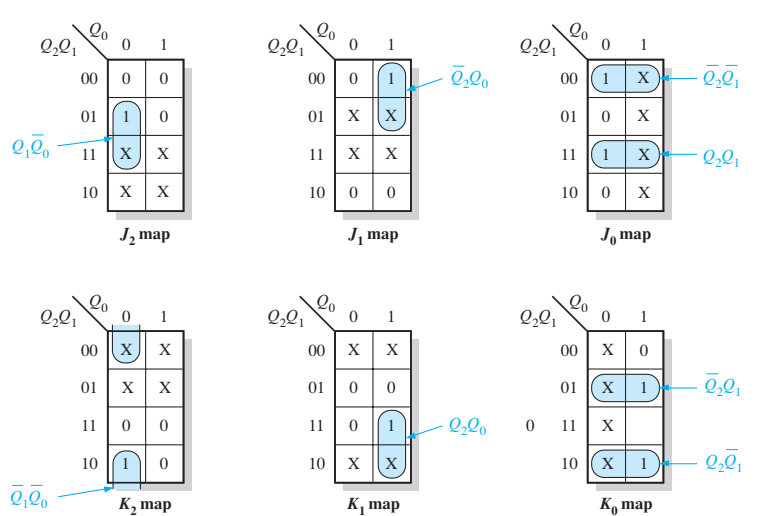 Q₀ Q₀ Q₀
Q₂Q₁ 0 1 Q₂Q₁ 0 1 Q₂Q₁ 0 1
00 0 0 00 0 1 Q̅₂Q₀ 00 1 X Q̅₂Q̅₁
01 1 0 01 X X 01 0 X
Q₁Q̅₀ 11 X X 11 X X 11 1 X Q₂Q₁
10 X X 10 0 0 10 0 X
J₂ map J₁ map J₀ map
Q₀ Q₀ Q₀
Q₂Q₁ 0 1 Q₂Q₁ 0 1 Q₂Q₁ 0 1
00 X X 00 X X 00 X 0
01 X X 01 0 0 01 X 1 Q̅₂Q₁
11 0 0 11 0 1 Q₂Q₀ 0 11 X
10 1 0 10 X X 10 X 1 Q₂Q̅₁
Q̅₁Q̅₀ K₂ map K₁ map K₀ map